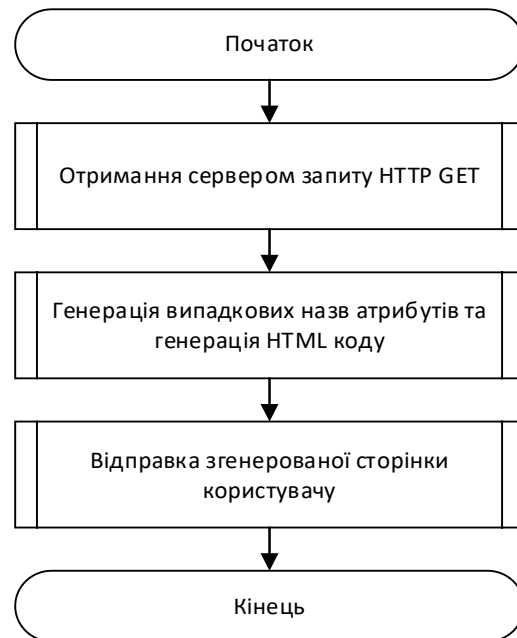 Початок
Отримання сервером запиту HTTP GET
Генерація випадкових назв атрибутів та
генерація HTML коду
Відправка згенерованої сторінки
користувачу
Кінець